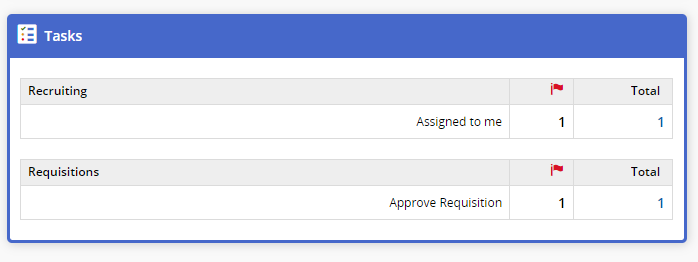 Tasks
Recruiting Total
Assigned to me 1 1
Requisitions Total
Approve Requisition 1 1